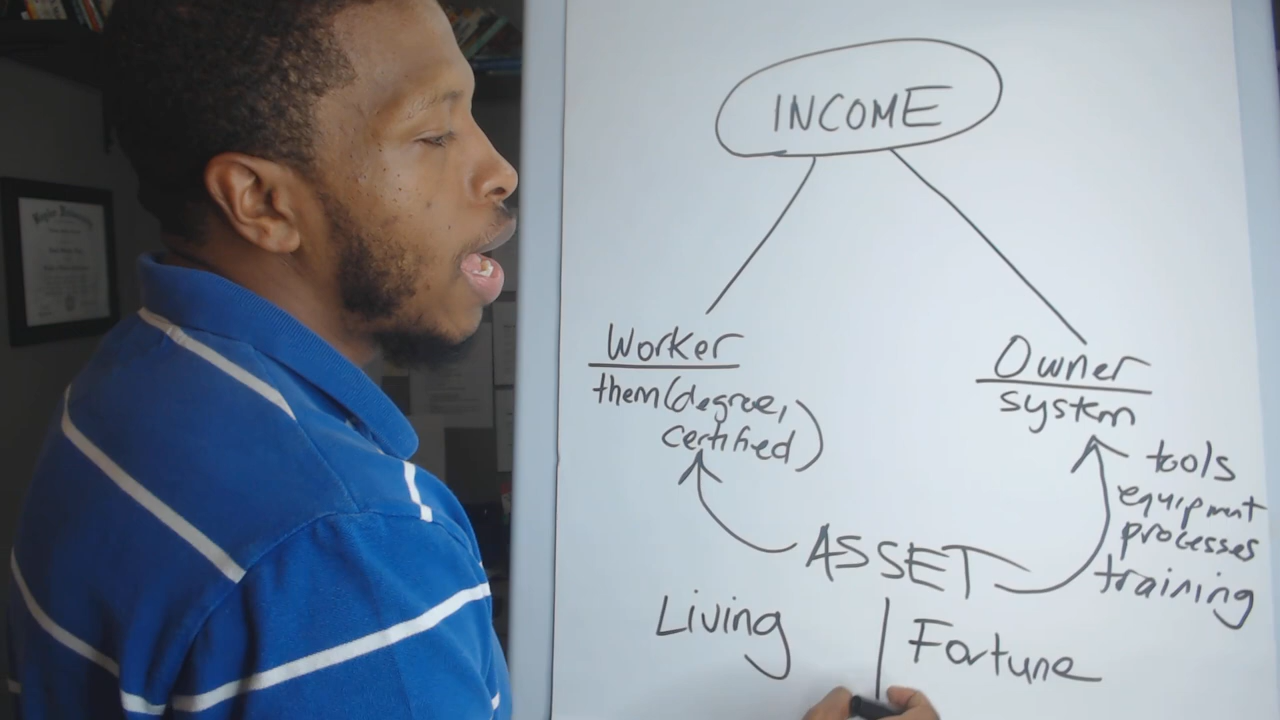 INCOME
Worker
them(degree,
certified)
Owner
system
tools
equipment
processes
training
ASSET
Living
Fortune